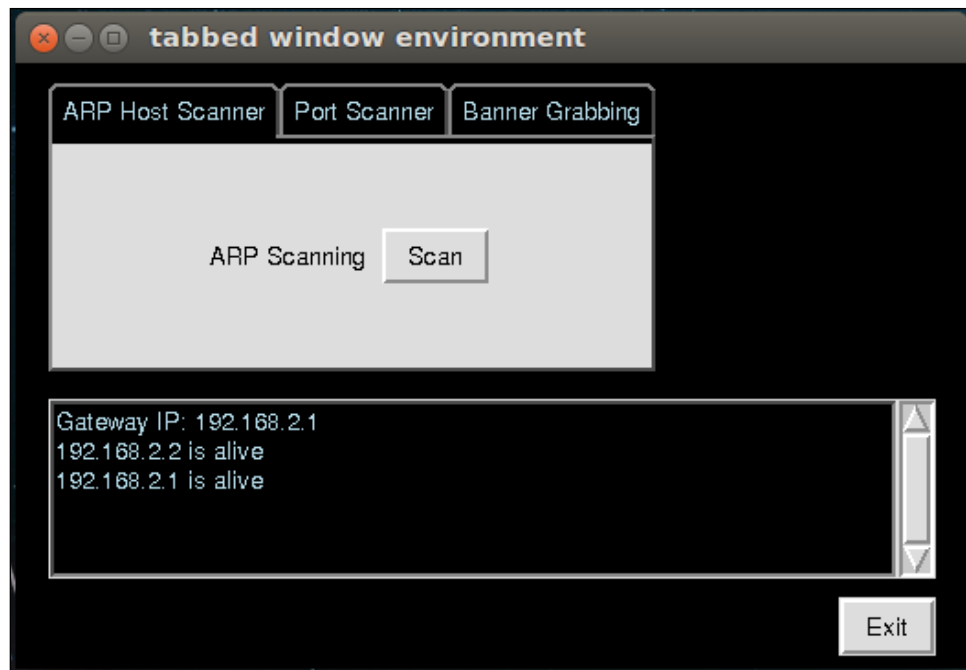 tabbed window environment
ARP Host Scanner Port Scanner Banner Grabbing
ARP Scanning Scan
Gateway IP: 192.168.2.1
192.168.2.2 is alive
192.168.2.1 is alive
Exit